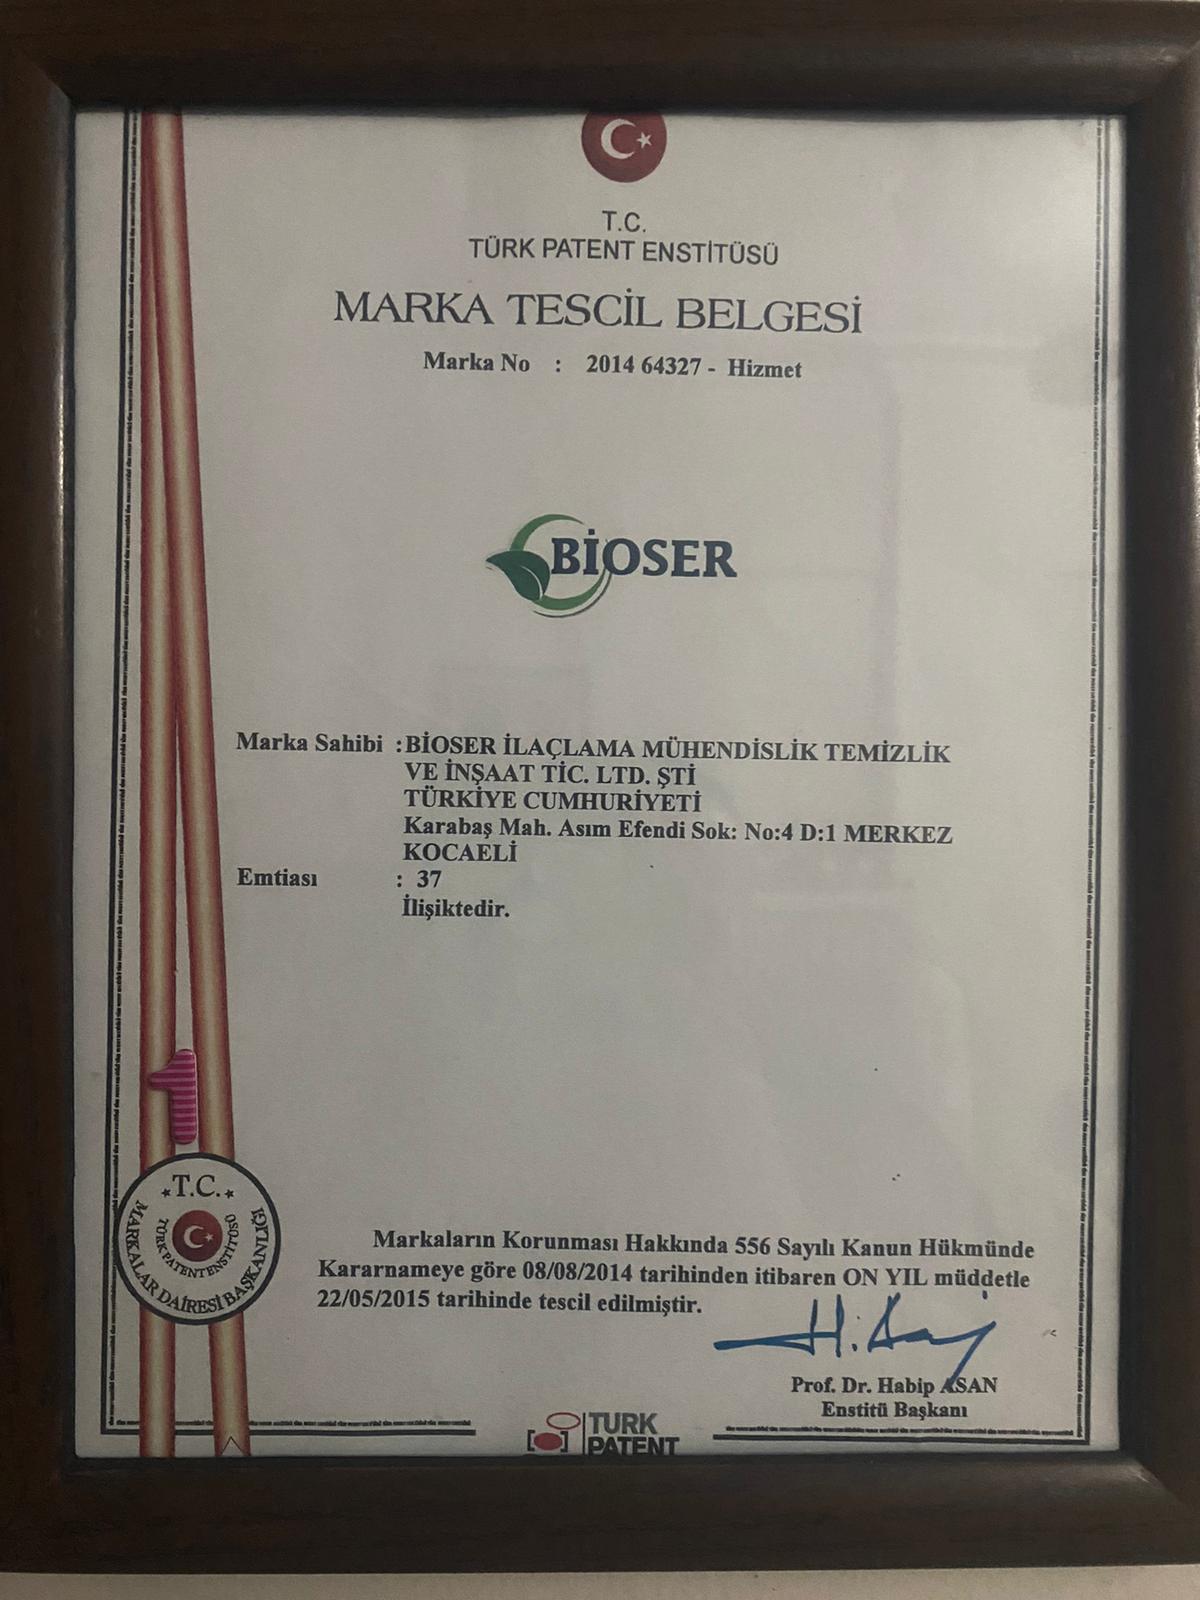 T.C.
TÜRK PATENT ENSTİTÜSÜ
MARKA TESCİL BELGESİ
Marka No : 2014 64327 - Hizmet
BİOSER
Marka Sahibi :BİOSER İLAÇLAMA MÜHENDİSLİK TEMİZLİK
VE İNŞAAT TİC. LTD. ŞTİ
TÜRKİYE CUMHURİYETİ
Karabaş Mah. Asım Efendi Sok: No:4 D:1 MERKEZ
KOCAELİ
Emtiası : 37
İlişiktedir.
1
T.C.
TÜRK PATENT ENSTİTÜSÜ
MARKALAR DAİRESİ BAŞKANLIĞI
Markaların Korunması Hakkında 556 Sayılı Kanun Hükmünde
Kararnameye göre 08/08/2014 tarihinden itibaren ON YIL müddetle
22/05/2015 tarihinde tescil edilmiştir.
H. Asan
Prof. Dr. Habip ASAN
Enstitü Başkanı
TURK
PATENT